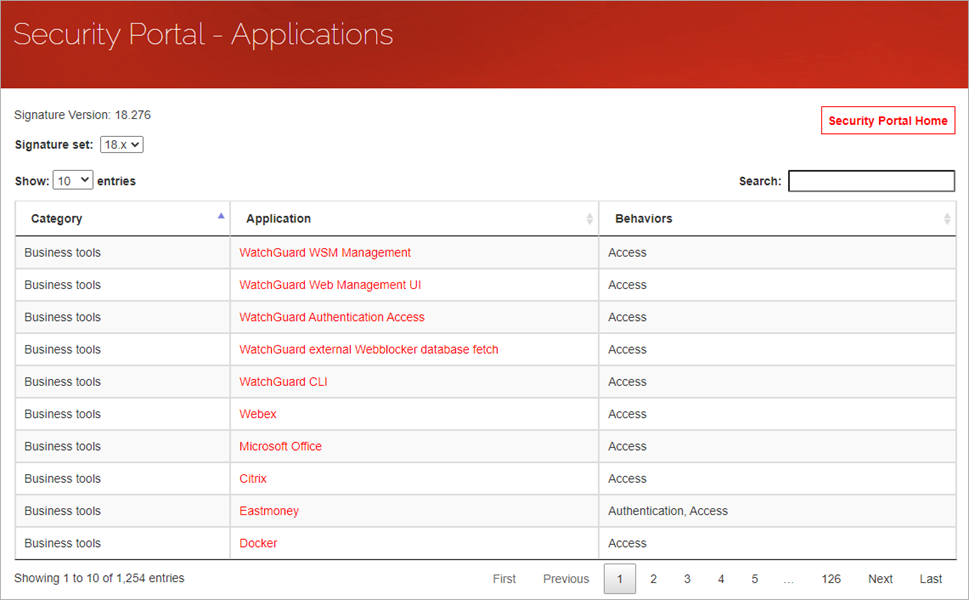 Security Portal - Applications
Signature Version: 18.276
Security Portal Home
Signature set: 18.x
Show: 10 entries
Search:
Category Application Behaviors
Business tools WatchGuard WSM Management Access
Business tools WatchGuard Web Management UI Access
Business tools WatchGuard Authentication Access Access
Business tools WatchGuard external Webblocker database fetch Access
Business tools WatchGuard CLI Access
Business tools Webex Access
Business tools Microsoft Office Access
Business tools Citrix Access
Business tools Eastmoney Authentication, Access
Business tools Docker Access
Showing 1 to 10 of 1,254 entries First Previous 1 2 3 4 5 … 126 Next Last